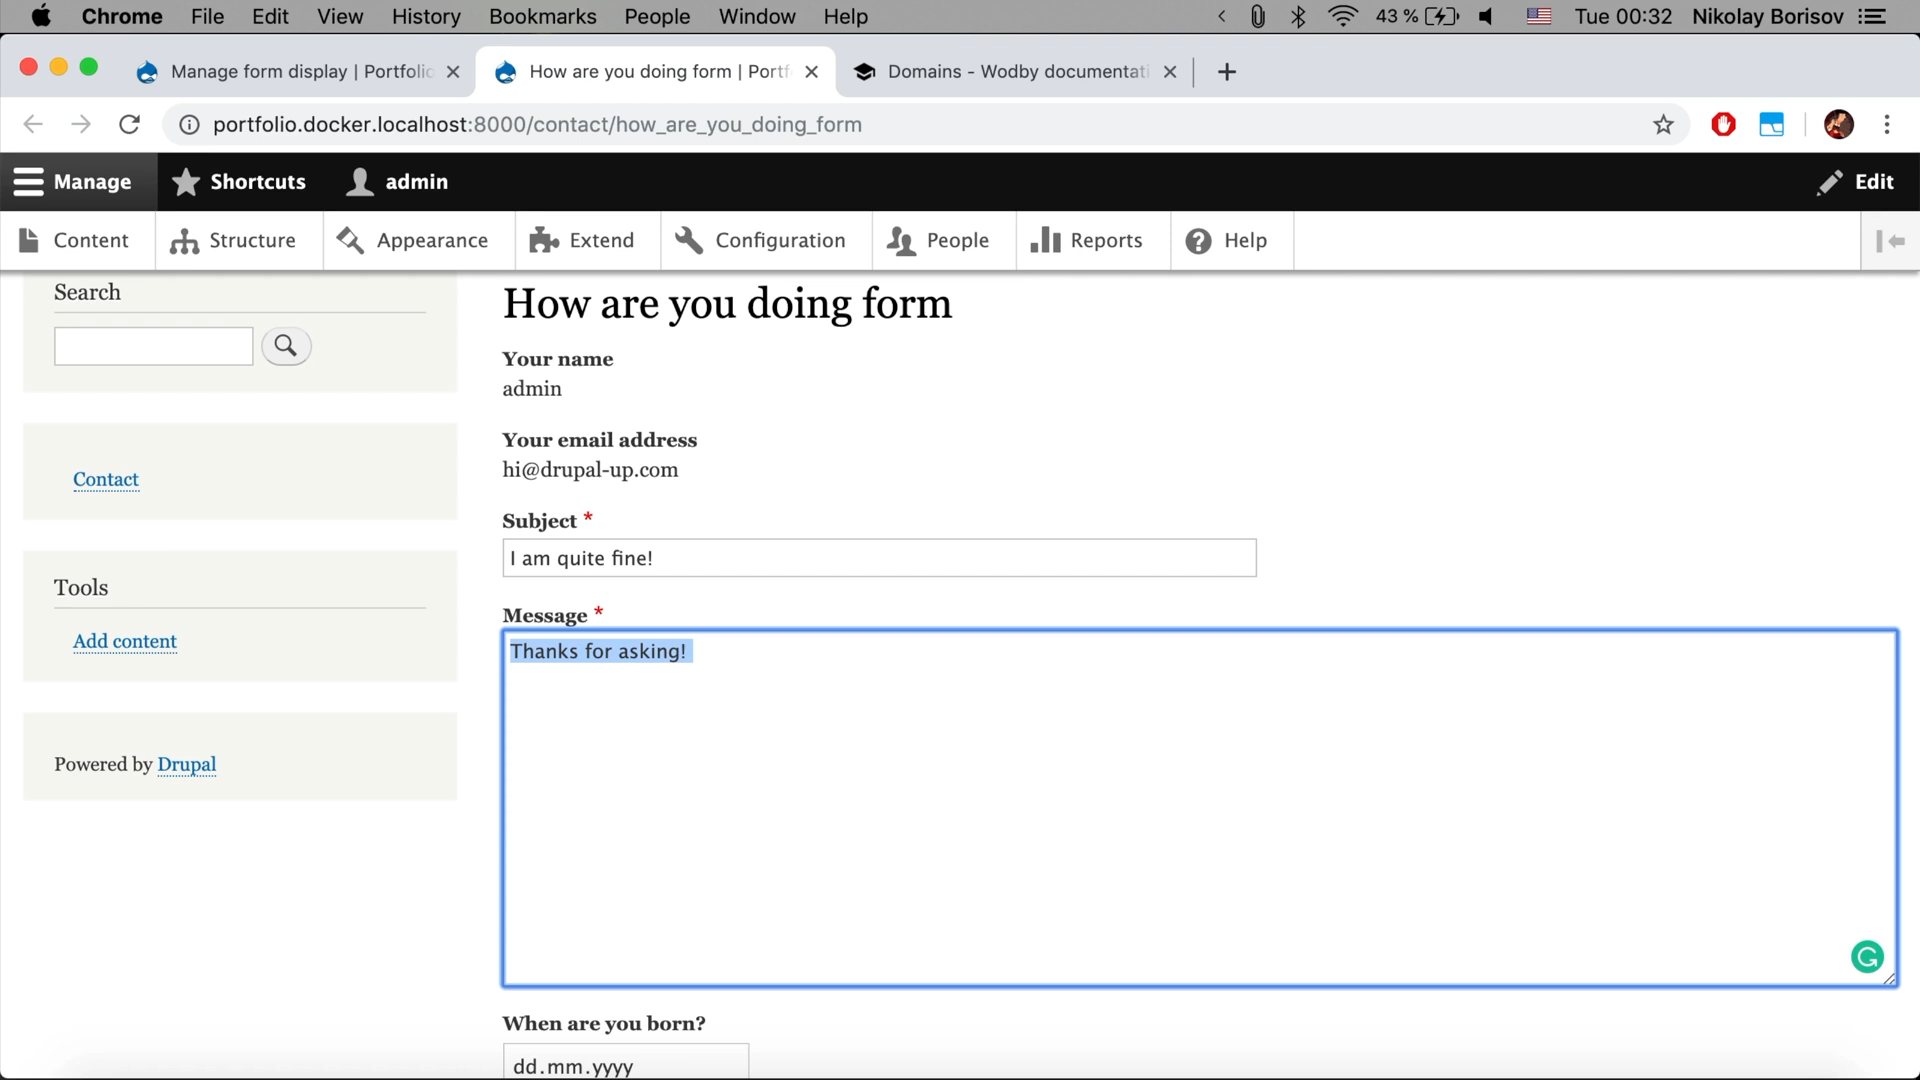 Chrome File Edit View History Bookmarks People Window Help 43 % Tue 00:32 Nikolay Borisov
Manage form display | Portfolio How are you doing form | Portf Domains - Wodby documentati
portfolio.docker.localhost:8000/contact/how_are_you_doing_form
Manage Shortcuts admin Edit
Content Structure Appearance Extend Configuration People Reports Help
Search
How are you doing form
Your name
admin
Your email address
hi@drupal-up.com
Contact
Subject *
I am quite fine!
Tools
Message *
Add content
Thanks for asking!
Powered by Drupal
When are you born?
dd.mm.yyyy